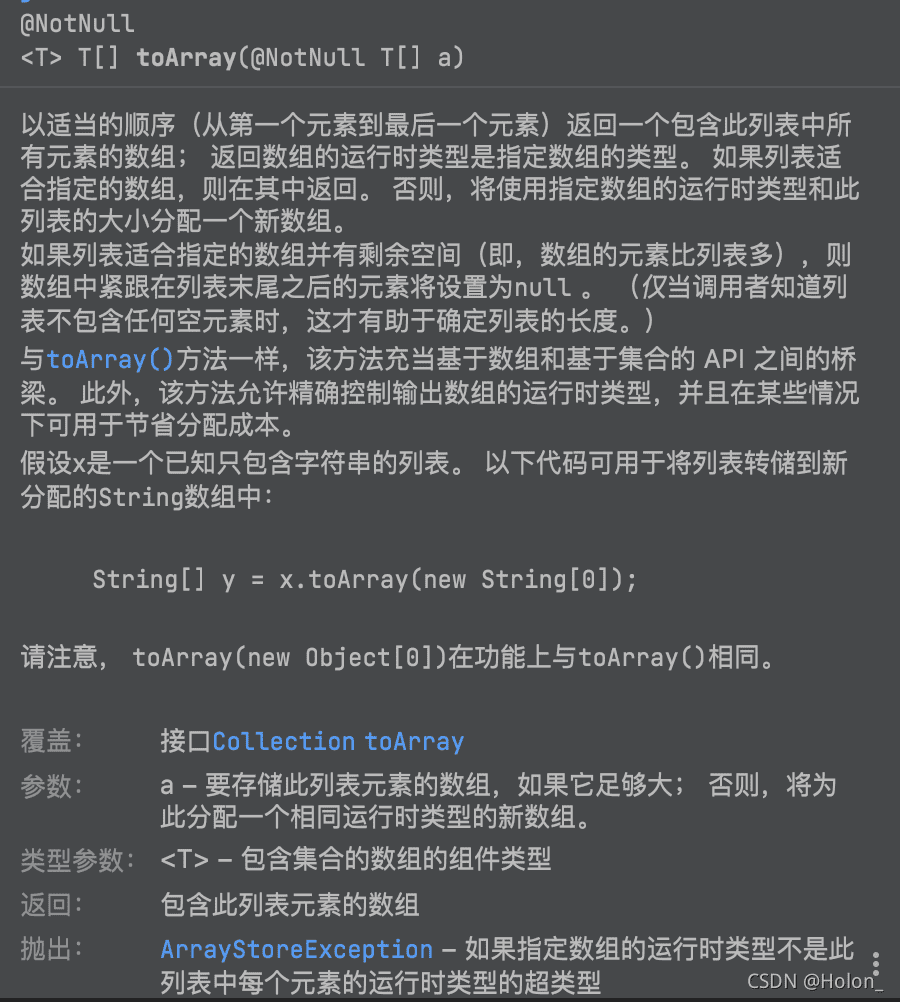 @NotNull
<T> T[] toArray(@NotNull T[] a)
以适当的顺序（从第一个元素到最后一个元素）返回一个包含此列表中所
有元素的数组； 返回数组的运行时类型是指定数组的类型。 如果列表适
合指定的数组，则在其中返回。 否则，将使用指定数组的运行时类型和此
列表的大小分配一个新数组。
如果列表适合指定的数组并有剩余空间（即，数组的元素比列表多），则
数组中紧跟在列表末尾之后的元素将设置为null 。 （仅当调用者知道列
表不包含任何空元素时，这才有助于确定列表的长度。）
与toArray()方法一样，该方法充当基于数组和基于集合的 API 之间的桥
梁。 此外，该方法允许精确控制输出数组的运行时类型，并且在某些情况
下可用于节省分配成本。
假设x是一个已知只包含字符串的列表。 以下代码可用于将列表转储到新
分配的String数组中：
String[] y = x.toArray(new String[0]);
请注意， toArray(new Object[0])在功能上与toArray()相同。
覆盖： 接口Collection toArray
参数： a – 要存储此列表元素的数组，如果它足够大； 否则，将为
此分配一个相同运行时类型的新数组。
类型参数： <T> – 包含集合的数组的组件类型
返回： 包含此列表元素的数组
抛出： ArrayStoreException – 如果指定数组的运行时类型不是此
列表中每个元素的运行时类型的超类型
CSDN @Holon_